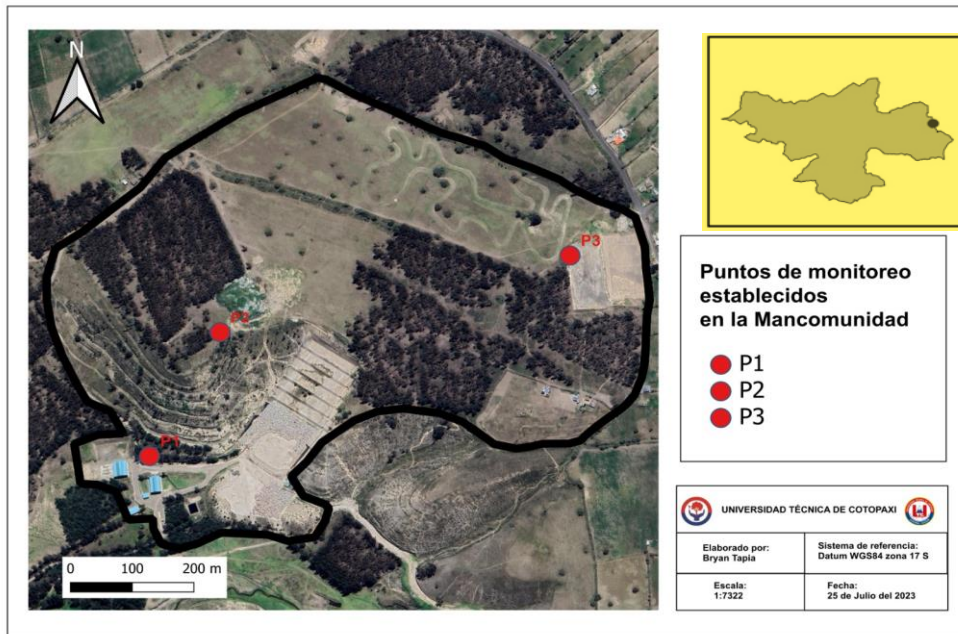 N
P3
P2
P1
0 100 200 m
Puntos de monitoreo
establecidos
en la Mancomunidad
P1
P2
P3
UNIVERSIDAD TÉCNICA DE COTOPAXI
Elaborado por:
Bryan Tapia
Sistema de referencia:
Datum WGS84 zona 17 S
Escala:
1:7322
Fecha:
25 de Julio del 2023